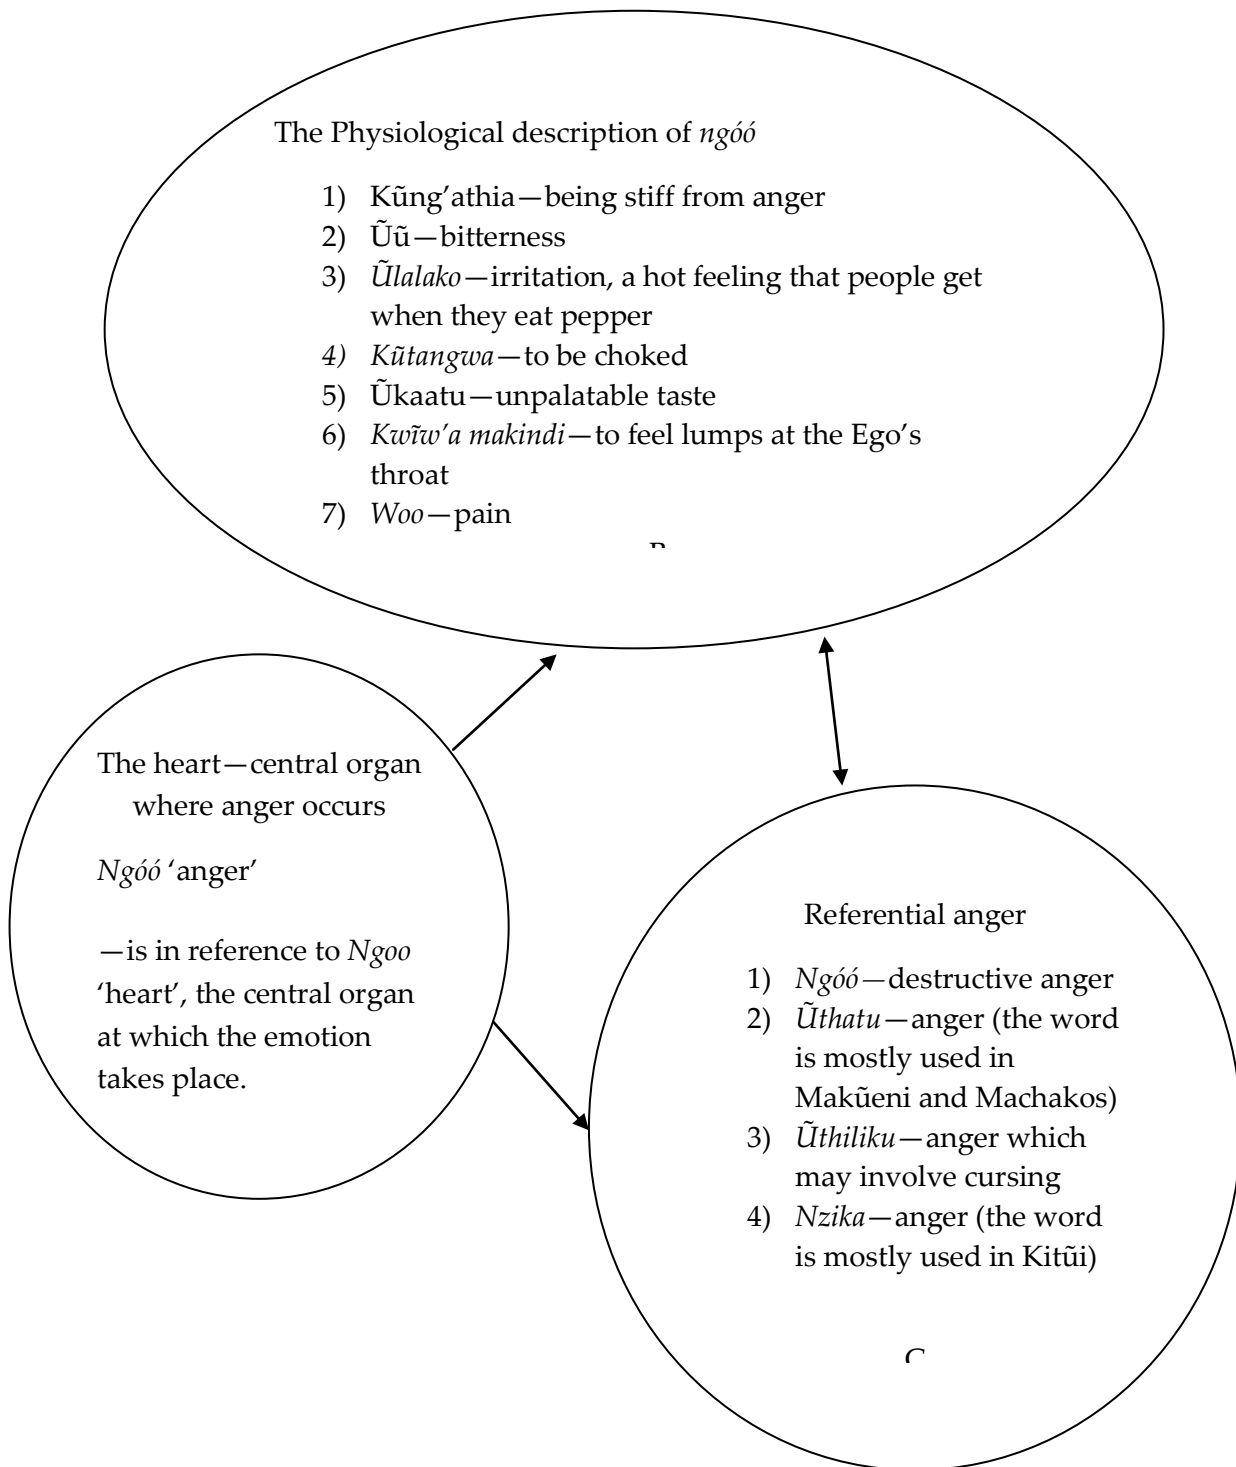 The Physiological description of ngóó
1) Kũng’athia—being stiff from anger
2) Ũũ—bitterness
3) Ũlalako—irritation, a hot feeling that people get
when they eat pepper
4) Kũtangwa—to be choked
5) Ũkaatu—unpalatable taste
6) Kwĩw’a makindi—to feel lumps at the Ego’s
throat
7) Woo—pain
The heart—central organ
where anger occurs
Ngóó ‘anger’
—is in reference to Ngoo
‘heart’, the central organ
at which the emotion
takes place.
Referential anger
1) Ngóó—destructive anger
2) Ũthatu—anger (the word
is mostly used in
Makũeni and Machakos)
3) Ũthiliku—anger which
may involve cursing
4) Nzika—anger (the word
is mostly used in Kitũi)